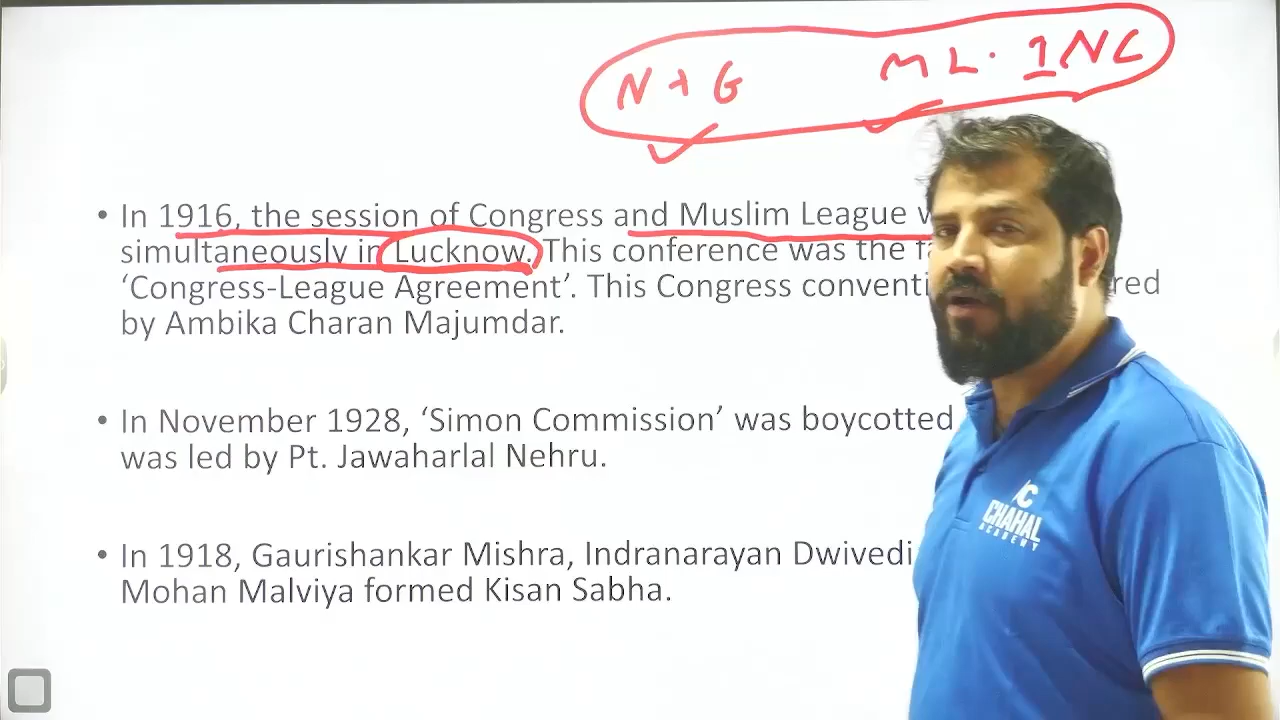 N + G ML. INC
• In 1916, the session of Congress and Muslim League
simultaneously in Lucknow. This conference was the
‘Congress-League Agreement’. This Congress
by Ambika Charan Majumdar.
• In November 1928, ‘Simon Commission’ was boycotted
was led by Pt. Jawaharlal Nehru.
• In 1918, Gaurishankar Mishra, Indranarayan Dwivedi
Mohan Malviya formed Kisan Sabha.
CHAHAL
ACADEMY